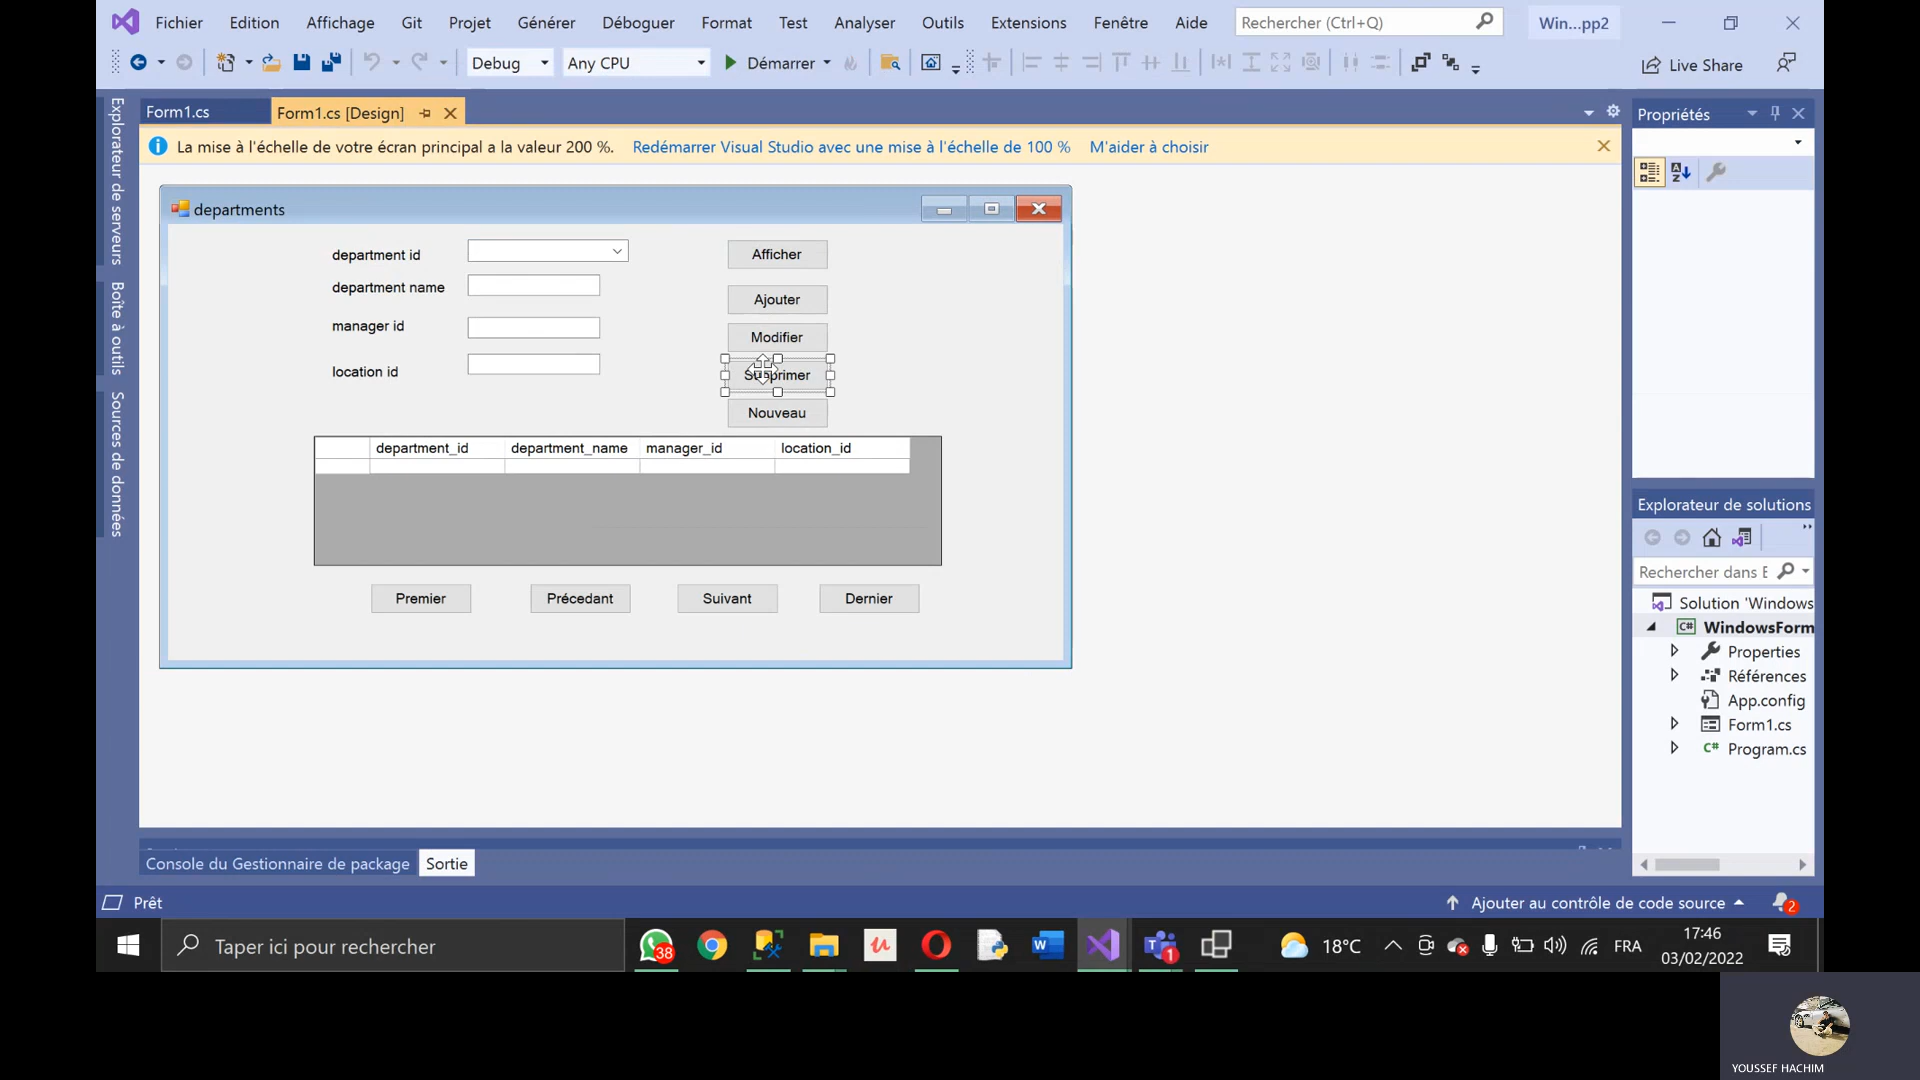 Fichier Edition Affichage Git Projet Générer Déboguer Format Test Analyser Outils Extensions Fenêtre Aide Rechercher (Ctrl+Q) Win...pp2
Debug Any CPU Démarrer Live Share
Form1.cs Form1.cs [Design]
La mise à l'échelle de votre écran principal a la valeur 200 %. Redémarrer Visual Studio avec une mise à l'échelle de 100 % M'aider à choisir
Explorateur de serveurs
Boîte à outils
Sources de données
departments
department id
department name
manager id
location id
Afficher
Ajouter
Modifier
Supprimer
Nouveau
department_id department_name manager_id location_id
Premier Précedant Suivant Dernier
Propriétés
Explorateur de solutions
Rechercher dans E
Solution 'Windows
WindowsForm
Properties
Références
App.config
Form1.cs
Program.cs
Console du Gestionnaire de package Sortie
Prêt Ajouter au contrôle de code source 2
Taper ici pour rechercher 38 1 18°C FRA 17:46
03/02/2022
YOUSSEF HACHIM